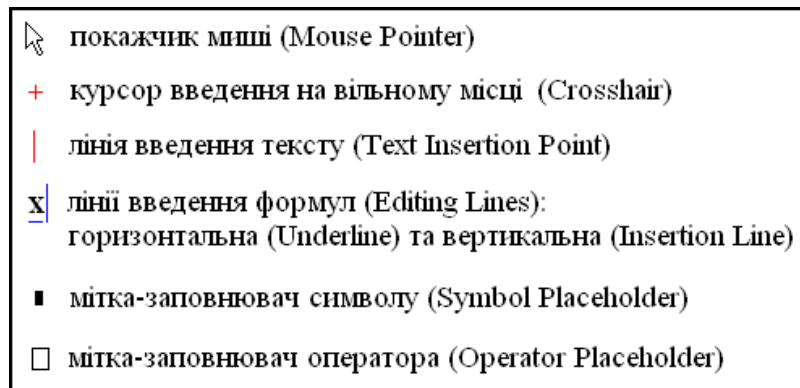 покажчик миші (Mouse Pointer)
+ курсор введення на вільному місці (Crosshair)
| лінія введення тексту (Text Insertion Point)
x| лінії введення формул (Editing Lines):
горизонтальна (Underline) та вертикальна (Insertion Line)
▮ мітка-заповнювач символу (Symbol Placeholder)
□ мітка-заповнювач оператора (Operator Placeholder)